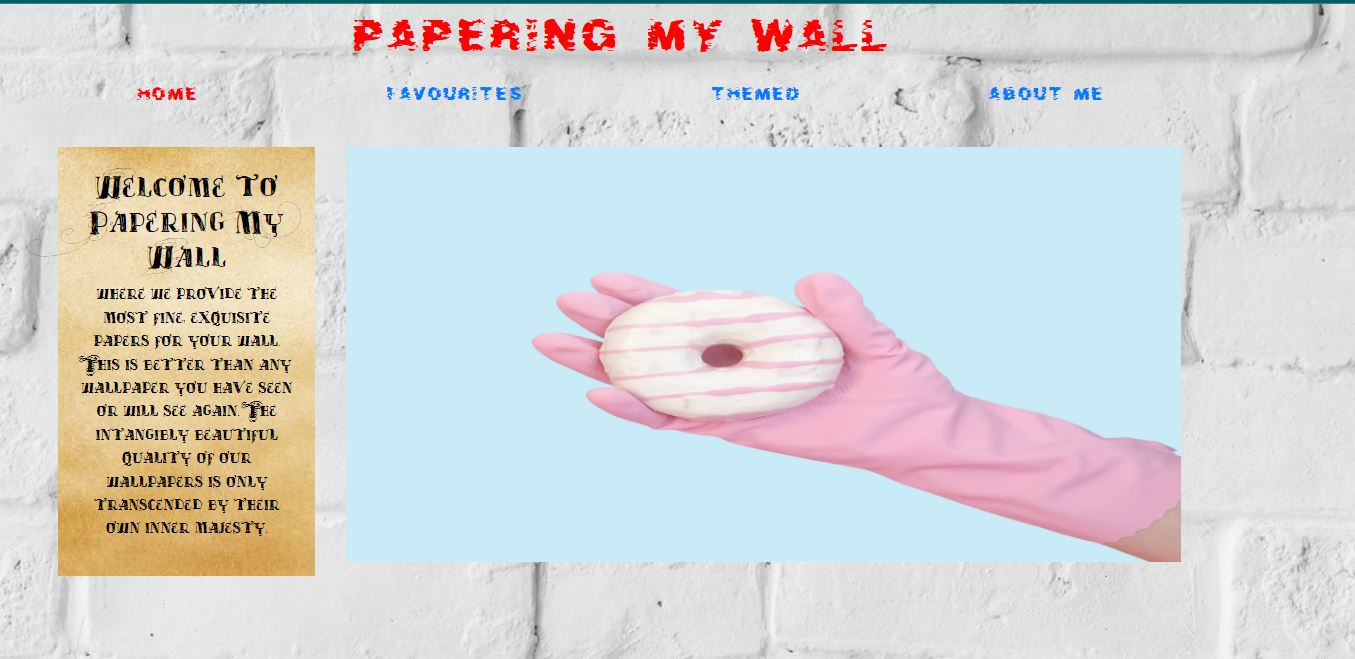 PAPERING MY WALL
HOME FAVOURITES THEMED ABOUT ME
WELCOME TO
PAPERING MY
WALL
WHERE WE PROVIDE THE
MOST FINE, EXQUISITE
PAPERS FOR YOUR WALL.
THIS IS BETTER THAN ANY
WALLPAPER YOU HAVE SEEN
OR WILL SEE AGAIN. THE
INTANGIBLY BEAUTIFUL
QUALITY OF OUR
WALLPAPERS IS ONLY
TRANSCENDED BY THEIR
OWN INNER MAJESTY.